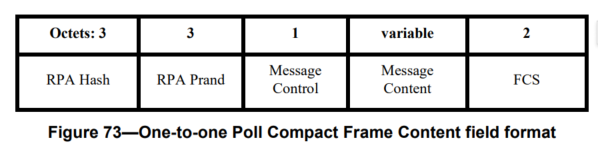 Octets: 3 3 1 variable 2
RPA Hash RPA Prand Message Control Message Content FCS
Figure 73—One-to-one Poll Compact Frame Content field format